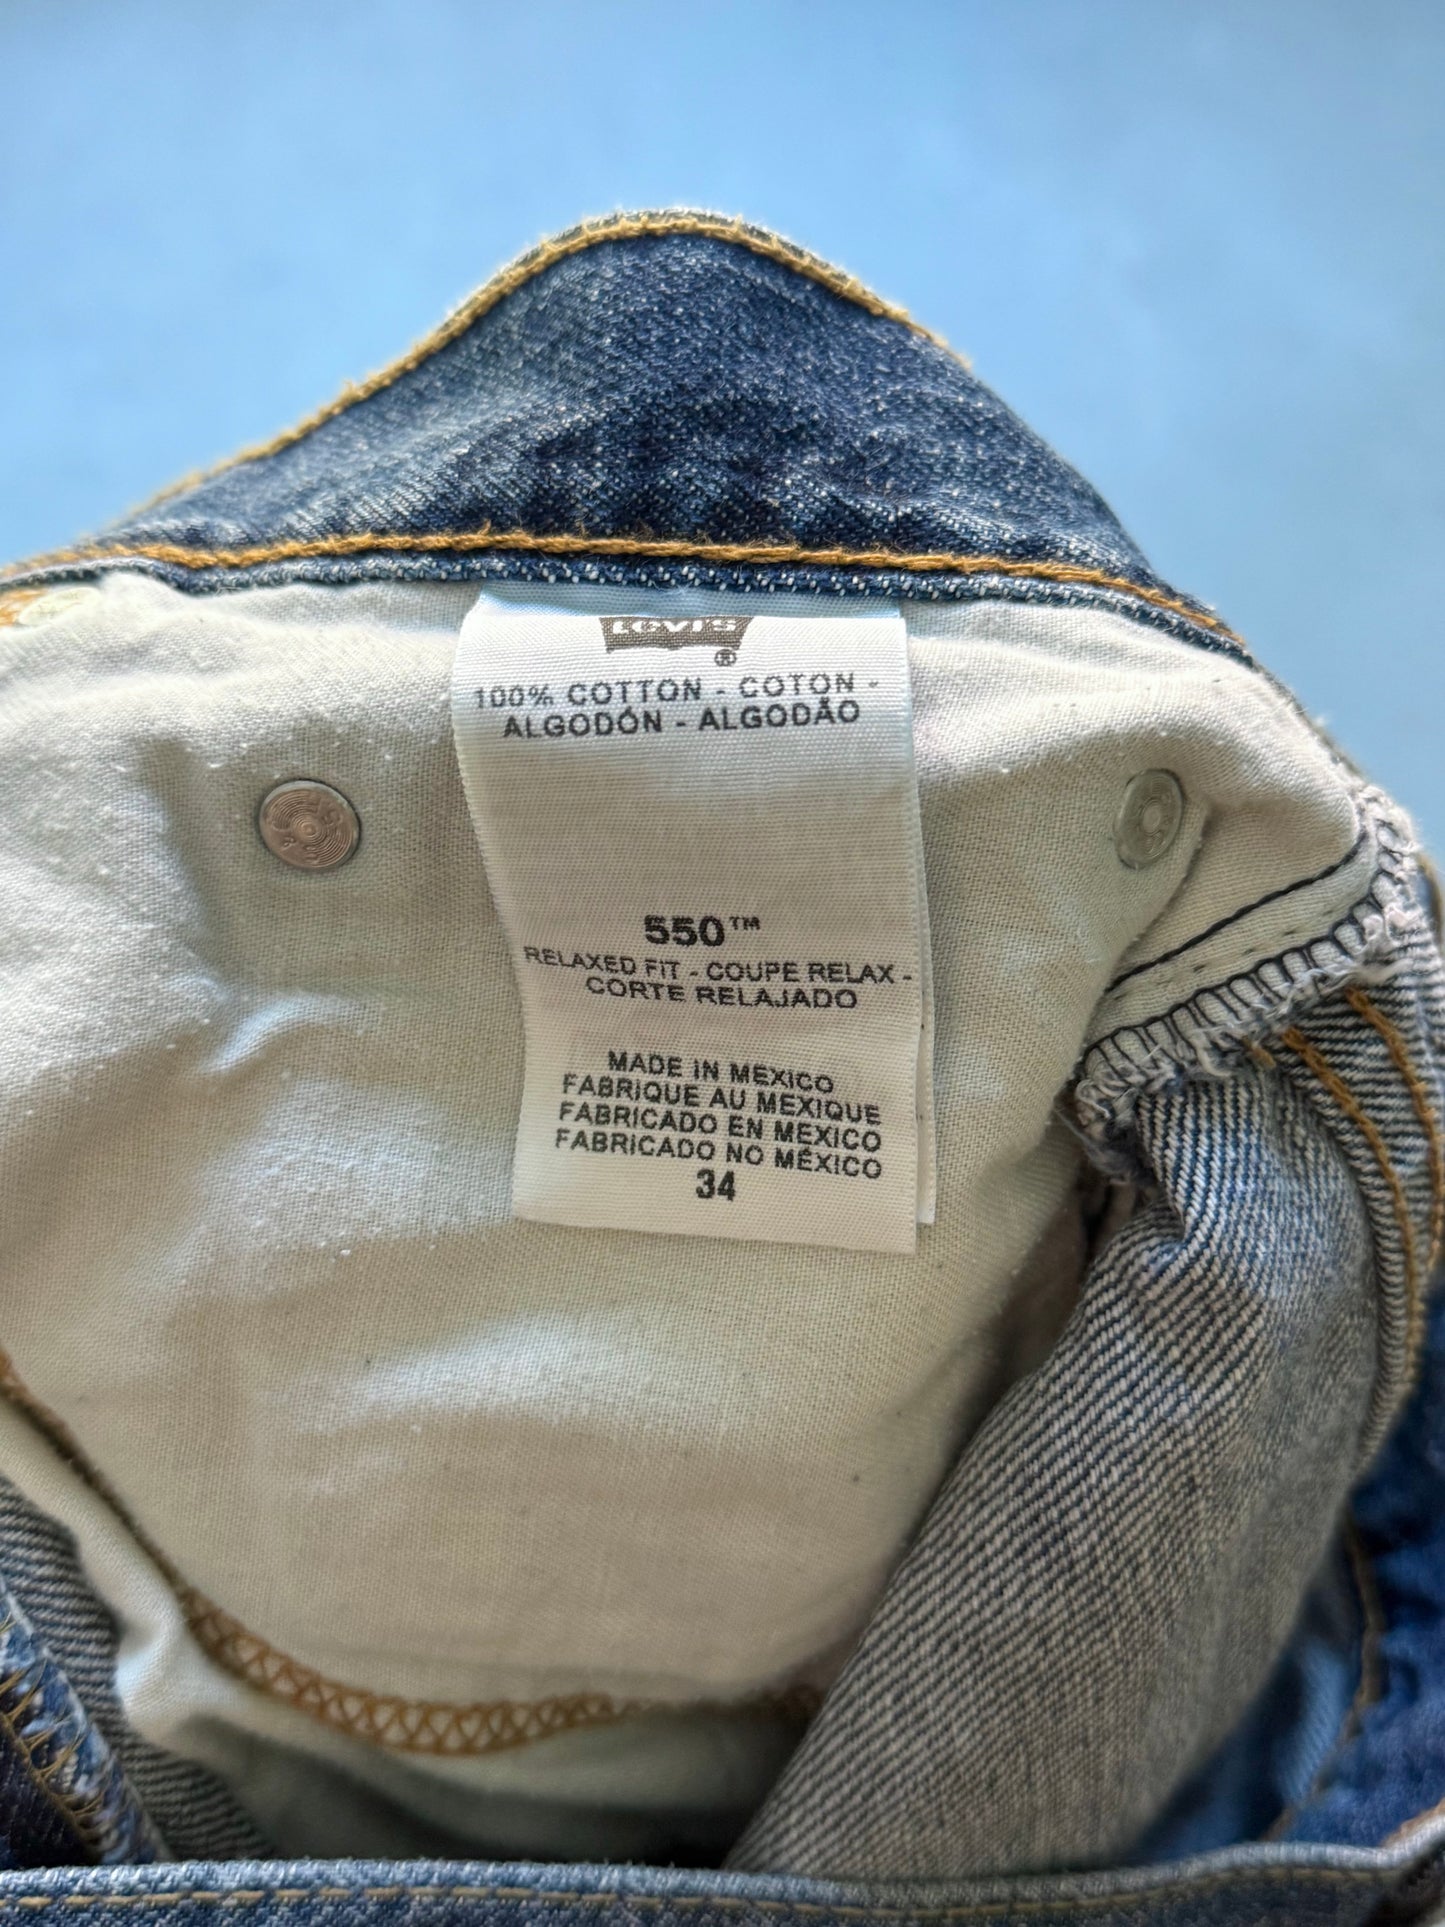 LEVI'S
®
100% COTTON - COTON -
ALGODÓN - ALGODÃO
550™
RELAXED FIT - COUPE RELAX -
CORTE RELAJADO
MADE IN MEXICO
FABRIQUE AU MEXIQUE
FABRICADO EN MEXICO
FABRICADO NO MÉXICO
34